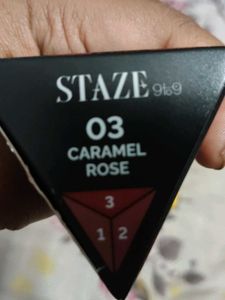 STAZE 9to9
03
CARAMEL
ROSE
3
1 2